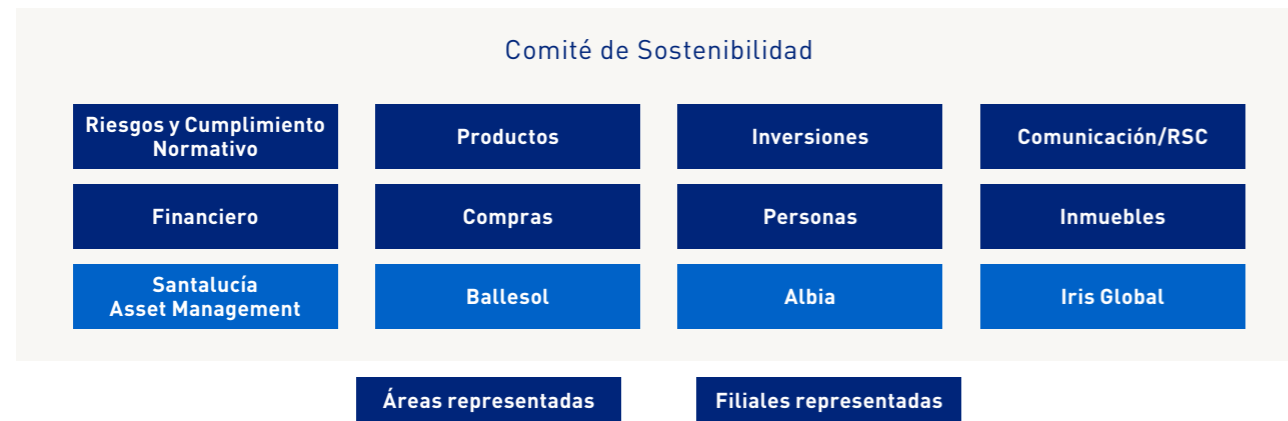 Comité de Sostenibilidad
Riesgos y Cumplimiento
Normativo
Productos
Inversiones
Comunicación/RSC
Financiero
Compras
Personas
Inmuebles
Santalucía
Asset Management
Ballesol
Albia
Iris Global
Áreas representadas
Filiales representadas